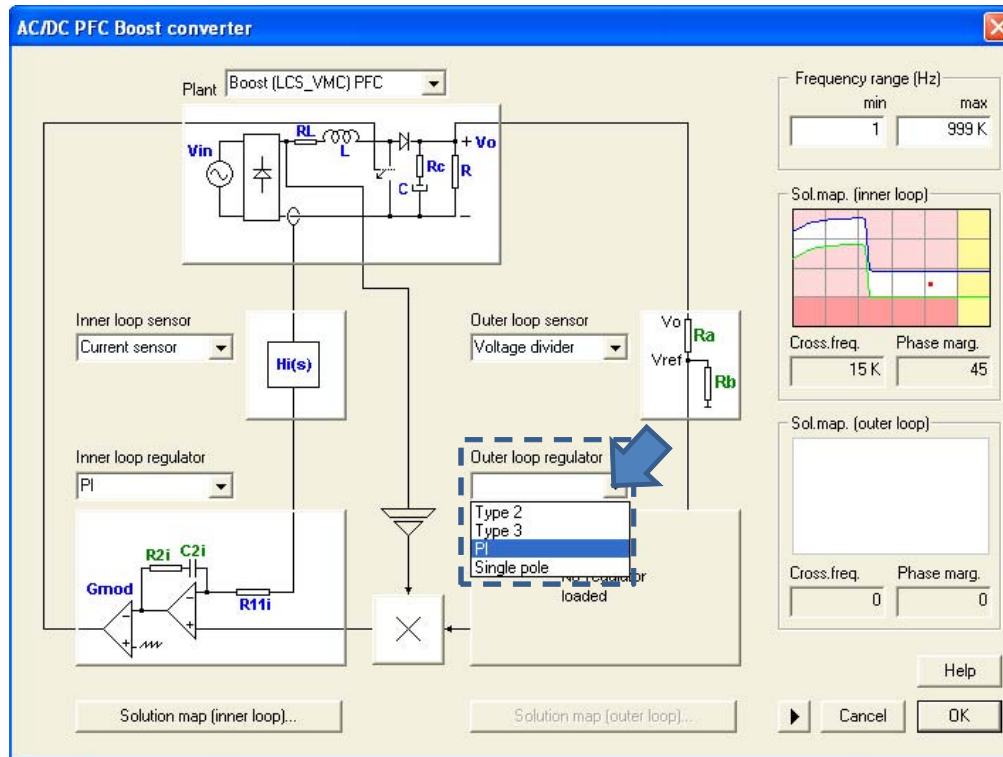 AC/DC PFC Boost converter
Plant
Boost (LCS_VMC) PFC
Vin
RL
L
+ Vo
Rc
R
C
−
Inner loop sensor
Current sensor
Hi(s)
Outer loop sensor
Voltage divider
Vo
Ra
Vref
Rb
Inner loop regulator
PI
R2i
C2i
Gmod
R11i
Outer loop regulator
Type 2
Type 3
PI
Single pole
regulator
loaded
Solution map (inner loop)...
Solution map (outer loop)...
Frequency range (Hz)
min max
1 999 K
Sol.map. (inner loop)
Cross.freq. Phase marg.
15 K 45
Sol.map. (outer loop)
Cross.freq. Phase marg.
0 0
Help
Cancel
OK